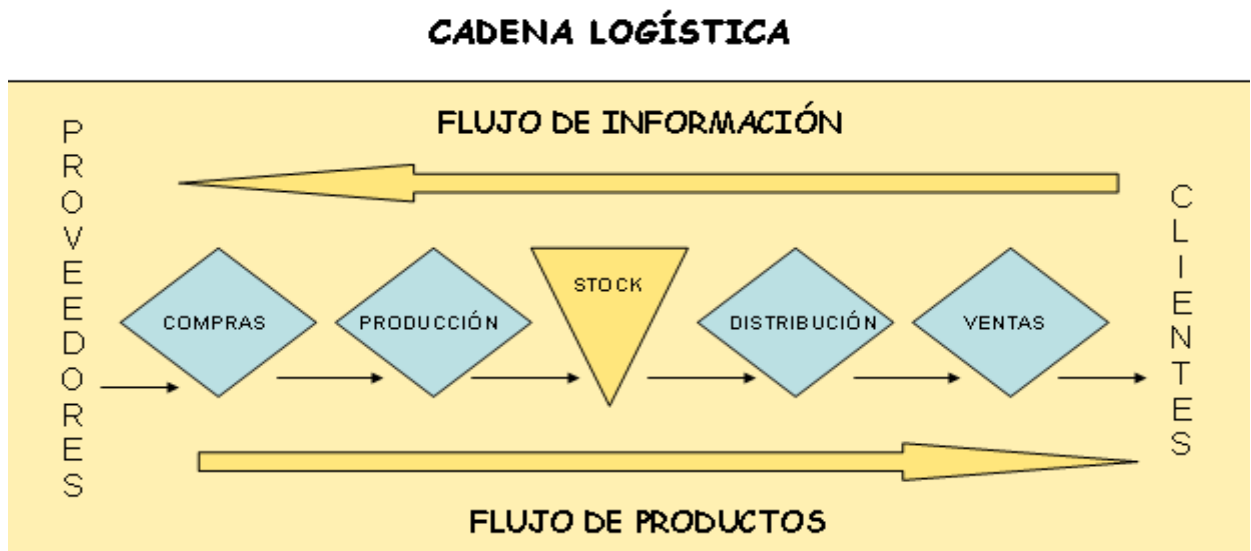 CADENA LOGÍSTICA
FLUJO DE INFORMACIÓN
PROVEEDORES
COMPRAS
PRODUCCIÓN
STOCK
DISTRIBUCIÓN
VENTAS
CLIENTES
FLUJO DE PRODUCTOS